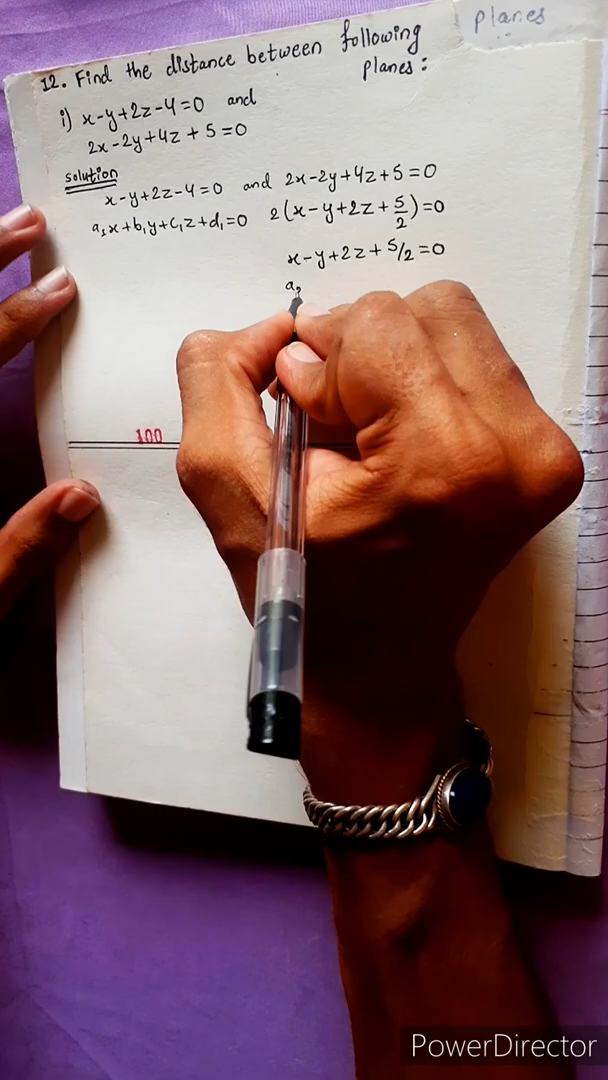 planes
12. Find the distance between following
planes:
i) x-y+2z-4=0 and
2x-2y+4z+5=0
solution
x-y+2z-4=0 and 2x-2y+4z+5=0
a₁x+b₁y+c₁z+d₁=0 2(x-y+2z+5/2)=0
x-y+2z+5/2=0
a₂
100
PowerDirector